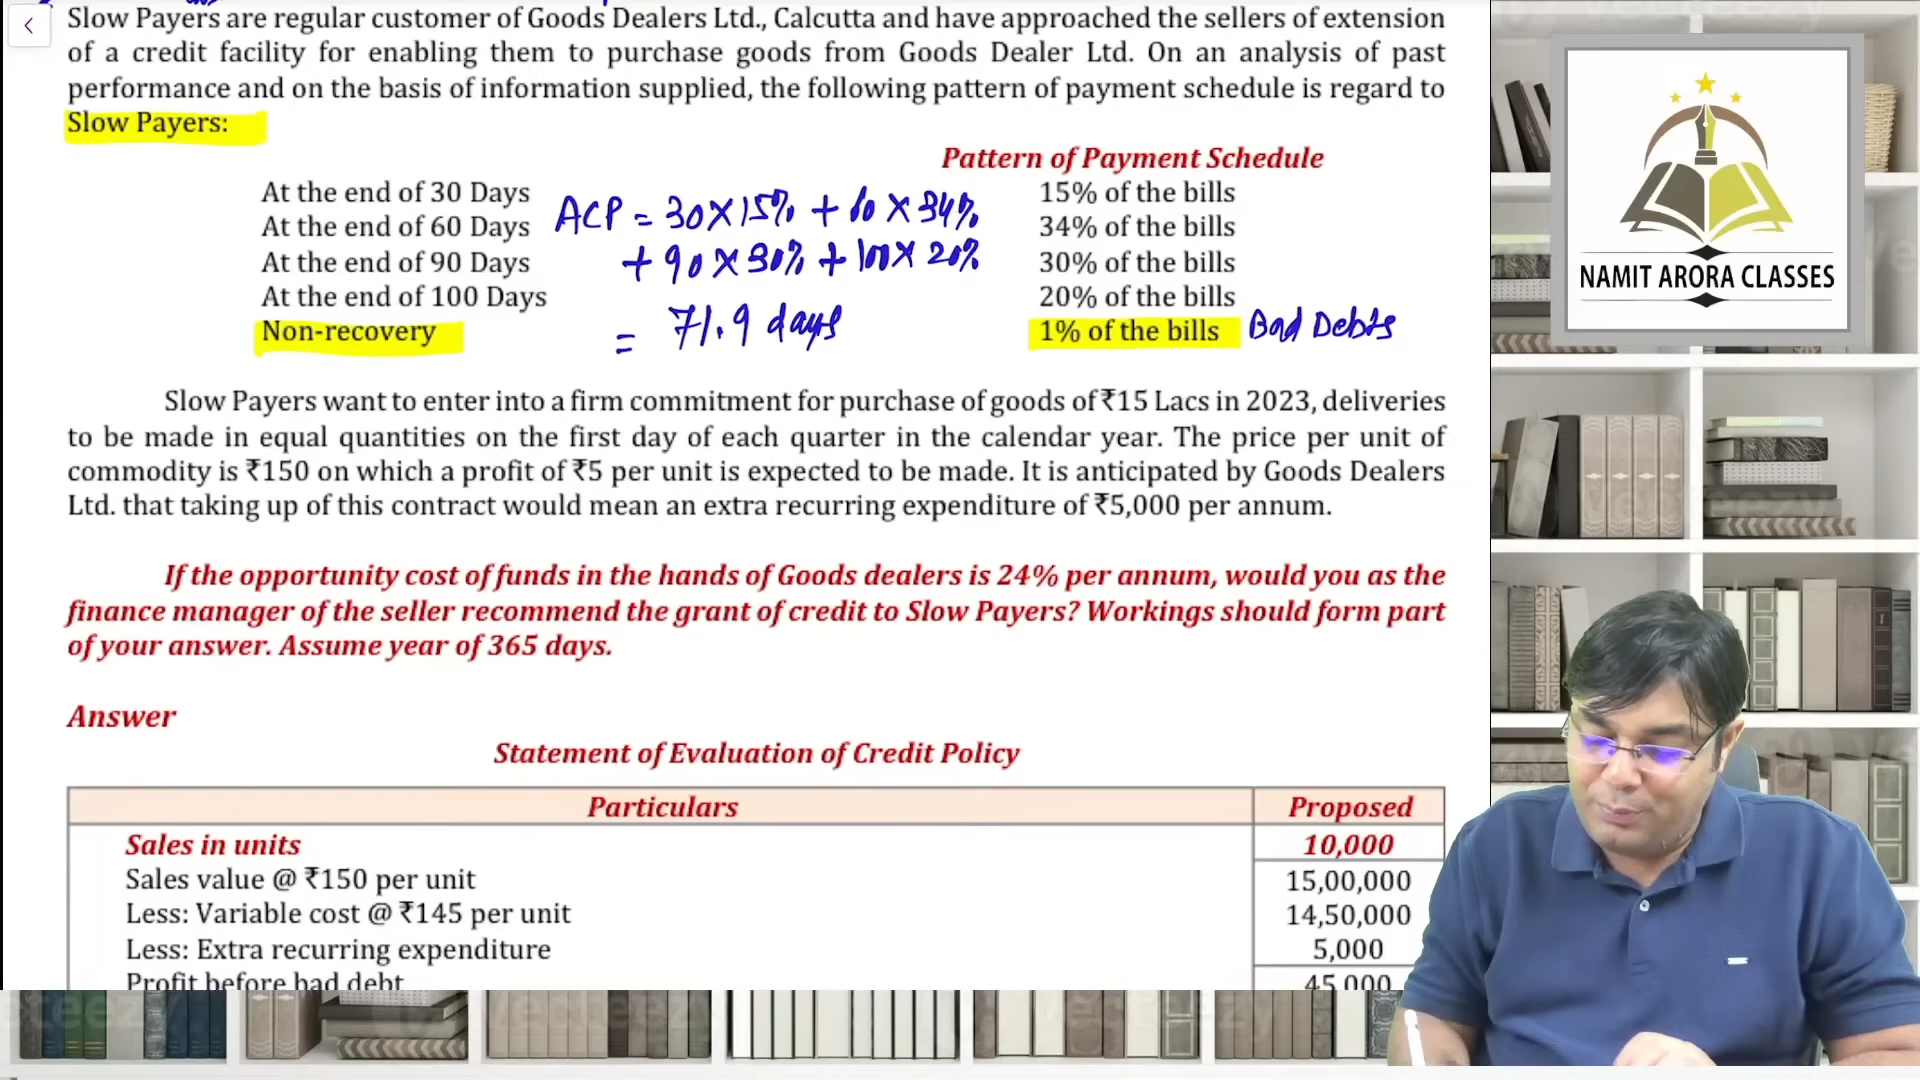 Slow Payers are regular customer of Goods Dealers Ltd., Calcutta and have approached the sellers of extension
of a credit facility for enabling them to purchase goods from Goods Dealer Ltd. On an analysis of past
performance and on the basis of information supplied, the following pattern of payment schedule is regard to
Slow Payers:
Pattern of Payment Schedule
At the end of 30 Days 15% of the bills
At the end of 60 Days 34% of the bills
At the end of 90 Days 30% of the bills
At the end of 100 Days 20% of the bills
Non-recovery 1% of the bills Bad Debts
ACP = 30×15% + 60×34%
+ 90×30% + 100×20%
= 71.9 days
Slow Payers want to enter into a firm commitment for purchase of goods of ₹15 Lacs in 2023, deliveries
to be made in equal quantities on the first day of each quarter in the calendar year. The price per unit of
commodity is ₹150 on which a profit of ₹5 per unit is expected to be made. It is anticipated by Goods Dealers
Ltd. that taking up of this contract would mean an extra recurring expenditure of ₹5,000 per annum.
If the opportunity cost of funds in the hands of Goods dealers is 24% per annum, would you as the
finance manager of the seller recommend the grant of credit to Slow Payers? Workings should form part
of your answer. Assume year of 365 days.
Answer
Statement of Evaluation of Credit Policy
Particulars Proposed
Sales in units 10,000
Sales value @ ₹150 per unit 15,00,000
Less: Variable cost @ ₹145 per unit 14,50,000
Less: Extra recurring expenditure 5,000
Profit before bad debt 45,000
NAMIT ARORA CLASSES